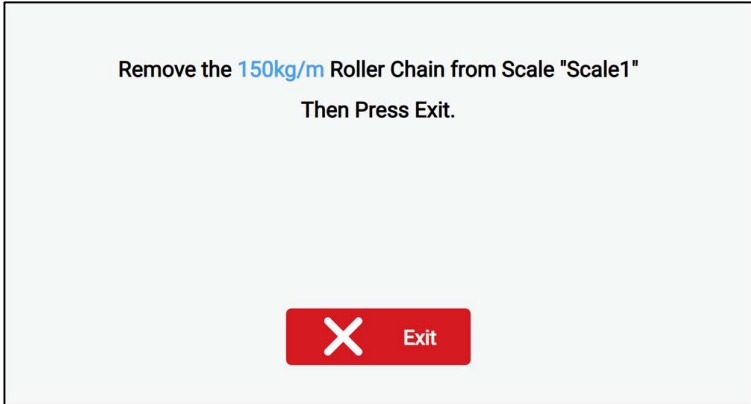 Remove the 150kg/m Roller Chain from Scale "Scale1"
Then Press Exit.
Exit